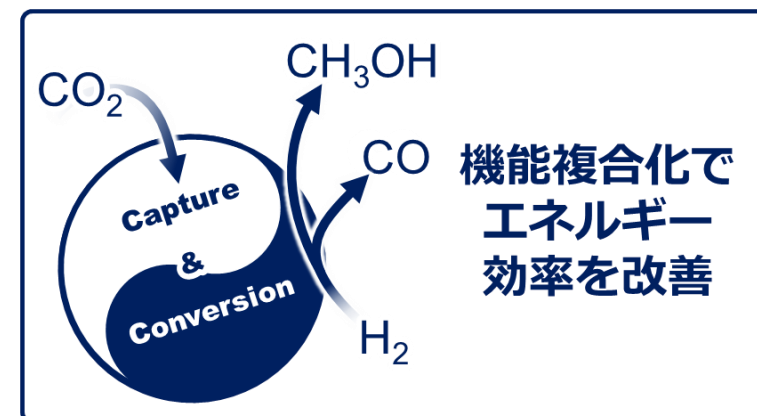 CH₃OH
CO₂
CO
Capture
&
Conversion
H₂
機能複合化で
エネルギー
効率を改善